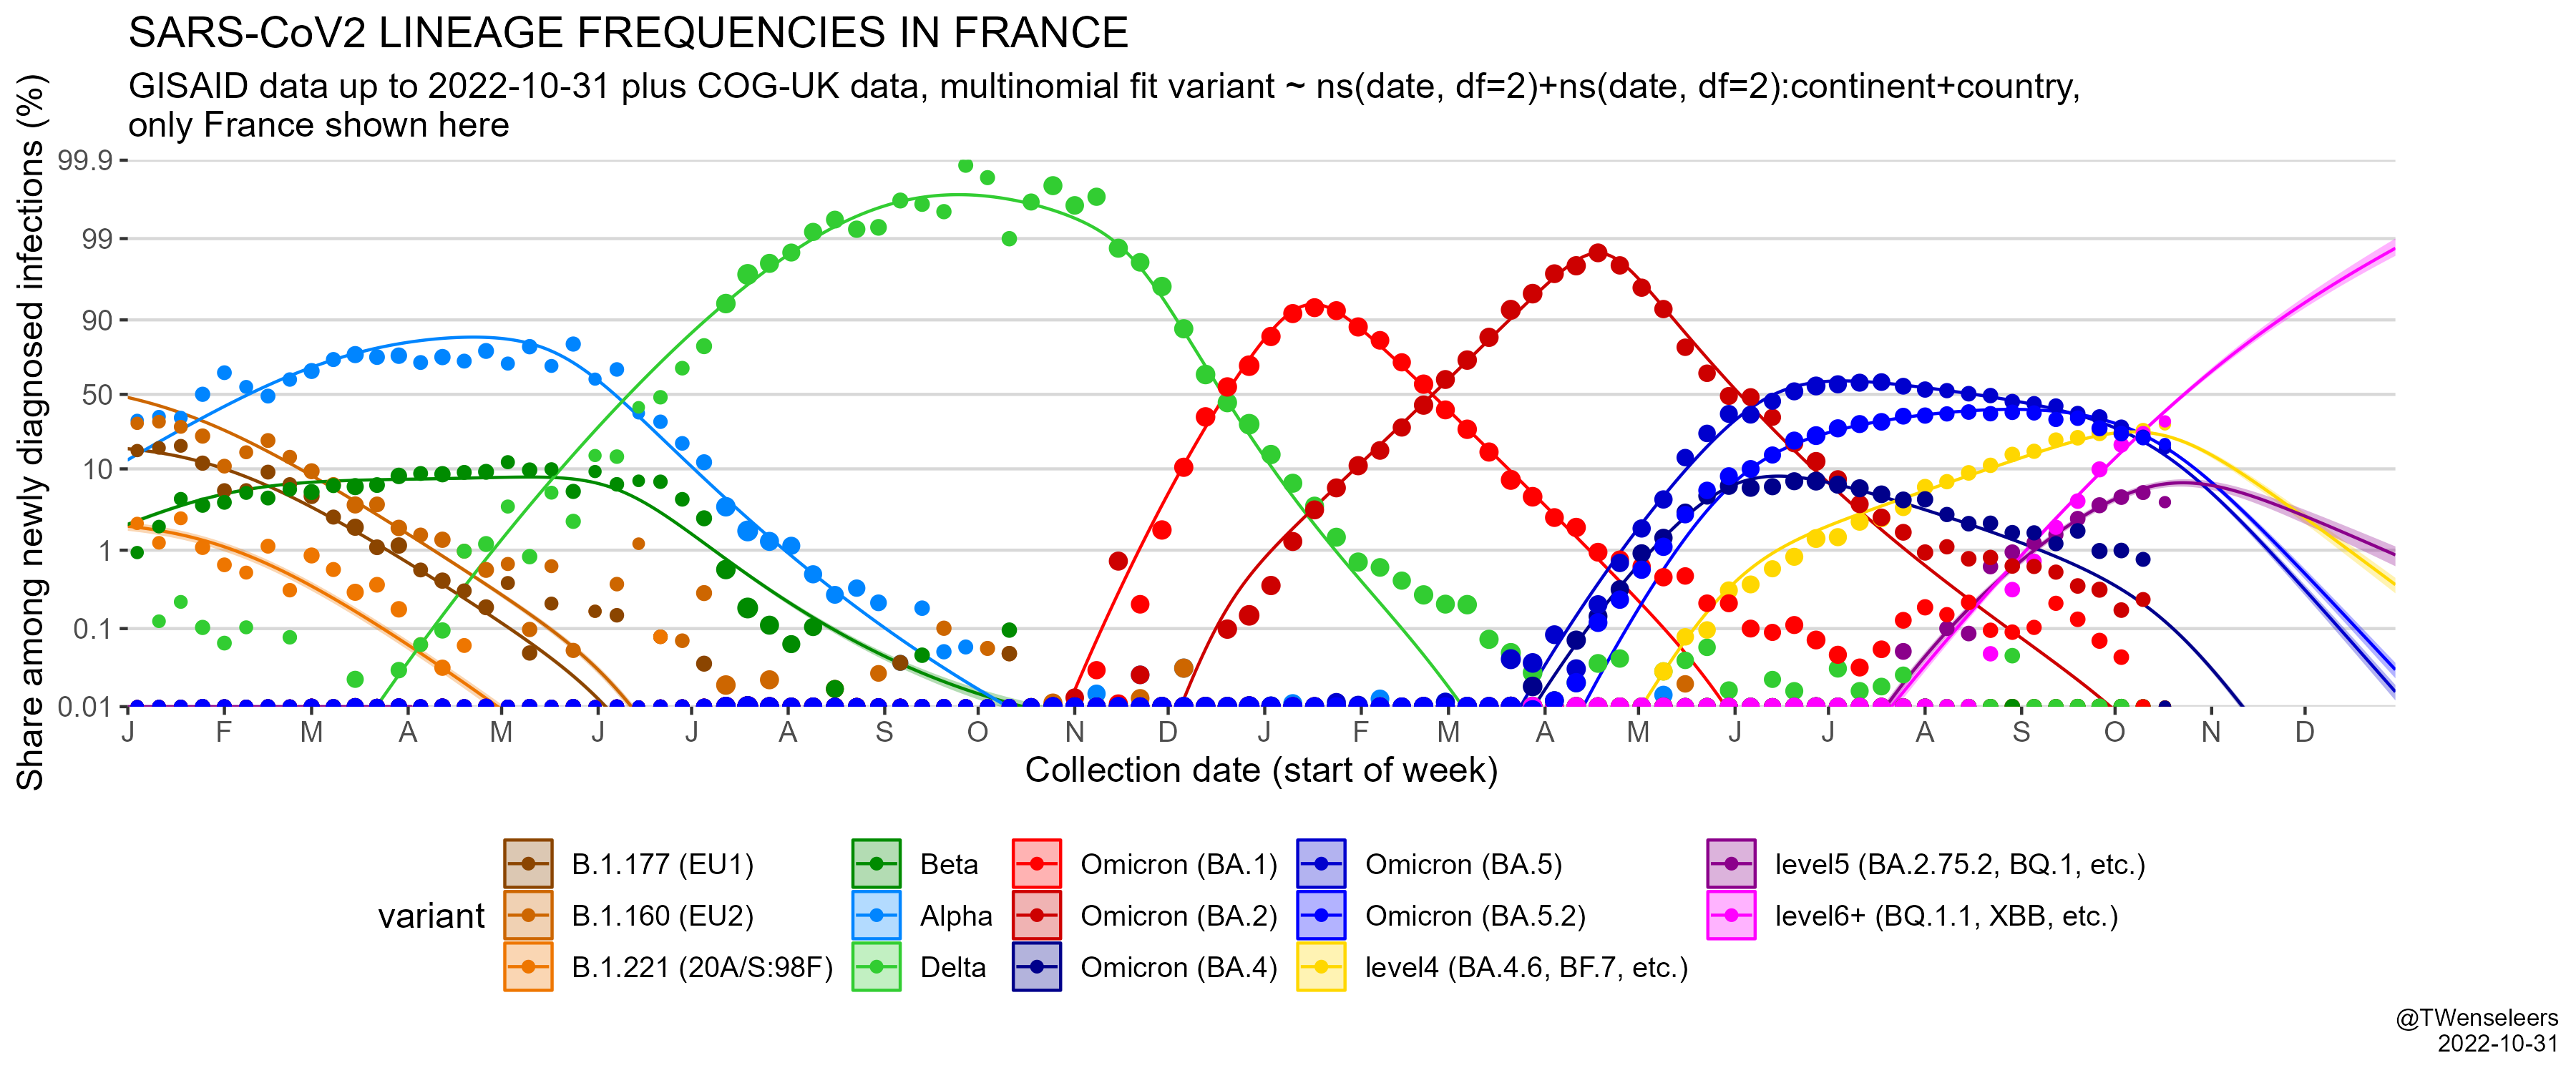 SARS-CoV2 LINEAGE FREQUENCIES IN FRANCE
GISAID data up to 2022-10-31 plus COG-UK data, multinomial fit variant ~ ns(date, df=2)+ns(date, df=2):continent+country,
only France shown here
Share among newly diagnosed infections (%)
99.9
99
90
50
10
1
0.1
0.01
J F M A M J J A S O N D J F M A M J J A S O N D
Collection date (start of week)
variant
B.1.177 (EU1)
B.1.160 (EU2)
B.1.221 (20A/S:98F)
Beta
Alpha
Delta
Omicron (BA.1)
Omicron (BA.2)
Omicron (BA.4)
Omicron (BA.5)
Omicron (BA.5.2)
level4 (BA.4.6, BF.7, etc.)
level5 (BA.2.75.2, BQ.1, etc.)
level6+ (BQ.1.1, XBB, etc.)
@TWenseleers
2022-10-31